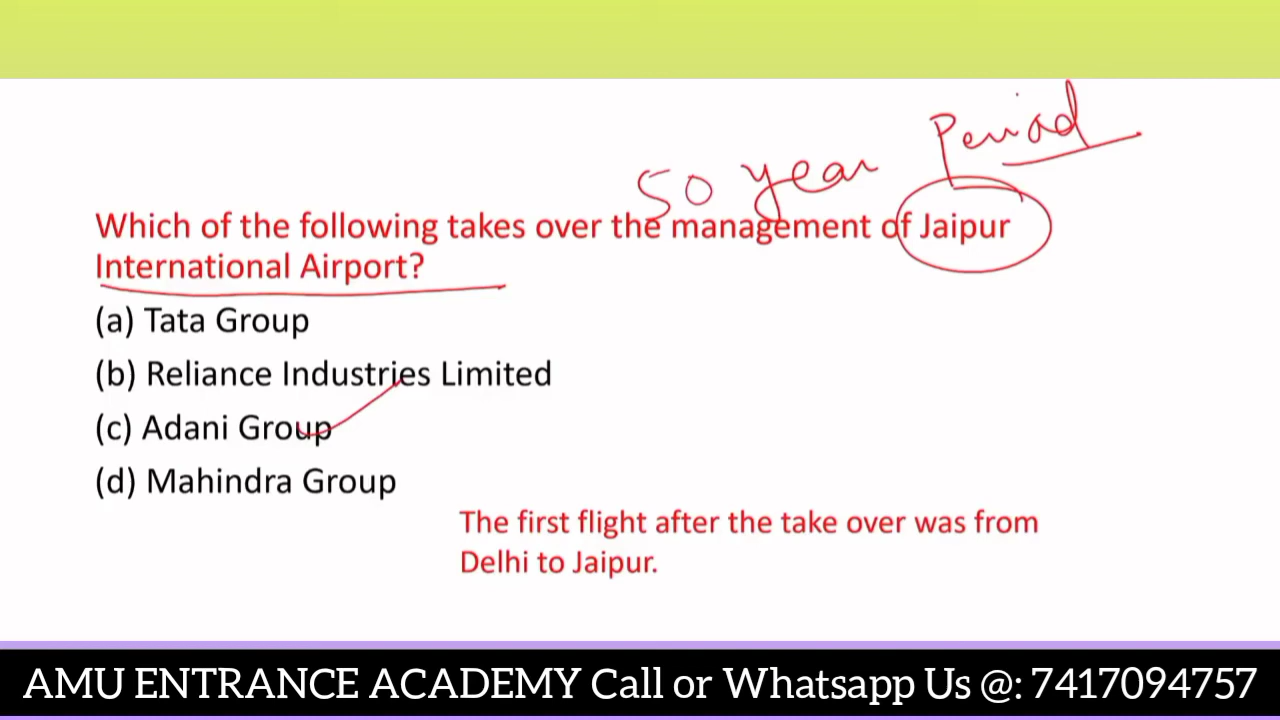 50 year Period
Which of the following takes over the management of Jaipur
International Airport?
(a) Tata Group
(b) Reliance Industries Limited
(c) Adani Group
(d) Mahindra Group
The first flight after the take over was from
Delhi to Jaipur.
AMU ENTRANCE ACADEMY Call or Whatsapp Us @: 7417094757